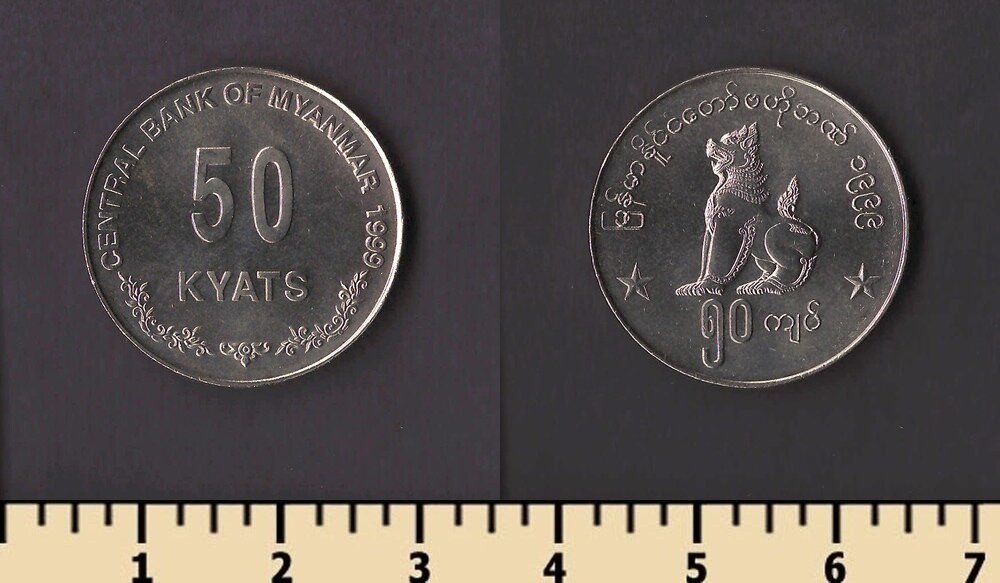 CENTRAL BANK OF MYANMAR 1999
50
KYATS
မြန်မာနိုင်ငံတော်ဗဟိုဘဏ် ၁၉၉၉
၅၀ ကျပ်
1 2 3 4 5 6 7